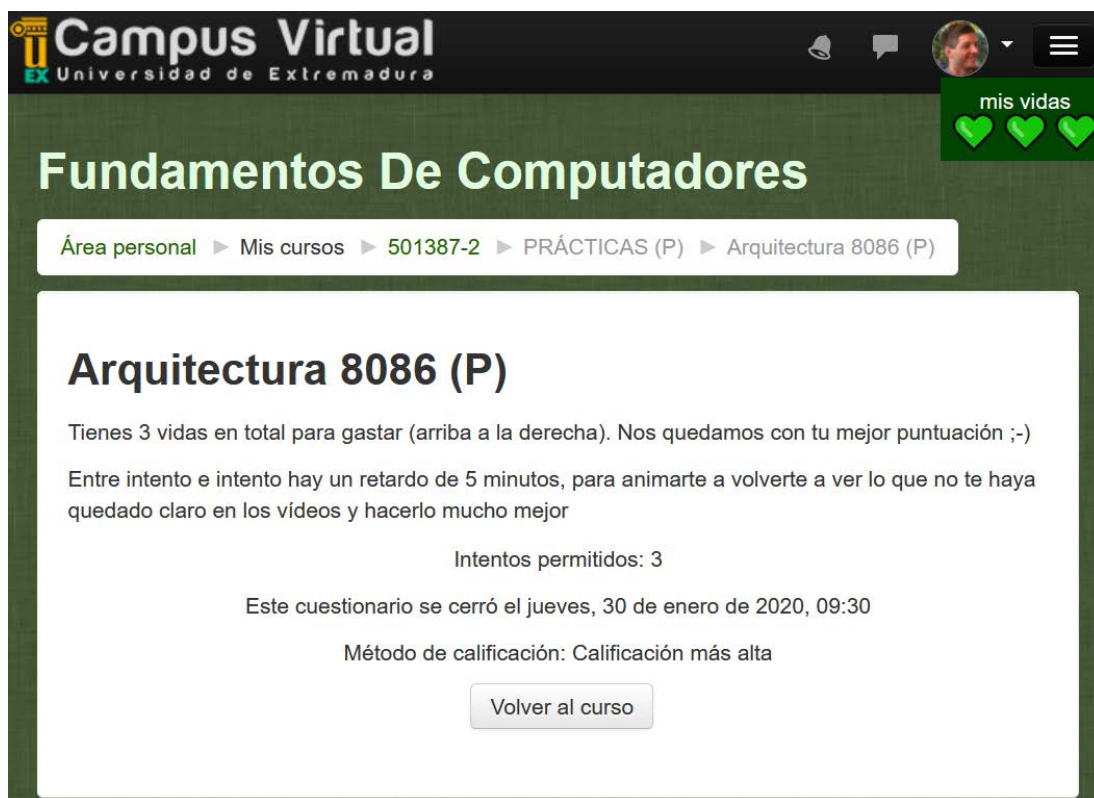 Campus Virtual
EX Universidad de Extremadura
mis vidas
Fundamentos De Computadores
Área personal ▶ Mis cursos ▶ 501387-2 ▶ PRÁCTICAS (P) ▶ Arquitectura 8086 (P)
Arquitectura 8086 (P)
Tienes 3 vidas en total para gastar (arriba a la derecha). Nos quedamos con tu mejor puntuación ;-)
Entre intento e intento hay un retardo de 5 minutos, para animarte a volverte a ver lo que no te haya
quedado claro en los vídeos y hacerlo mucho mejor
Intentos permitidos: 3
Este cuestionario se cerró el jueves, 30 de enero de 2020, 09:30
Método de calificación: Calificación más alta
Volver al curso